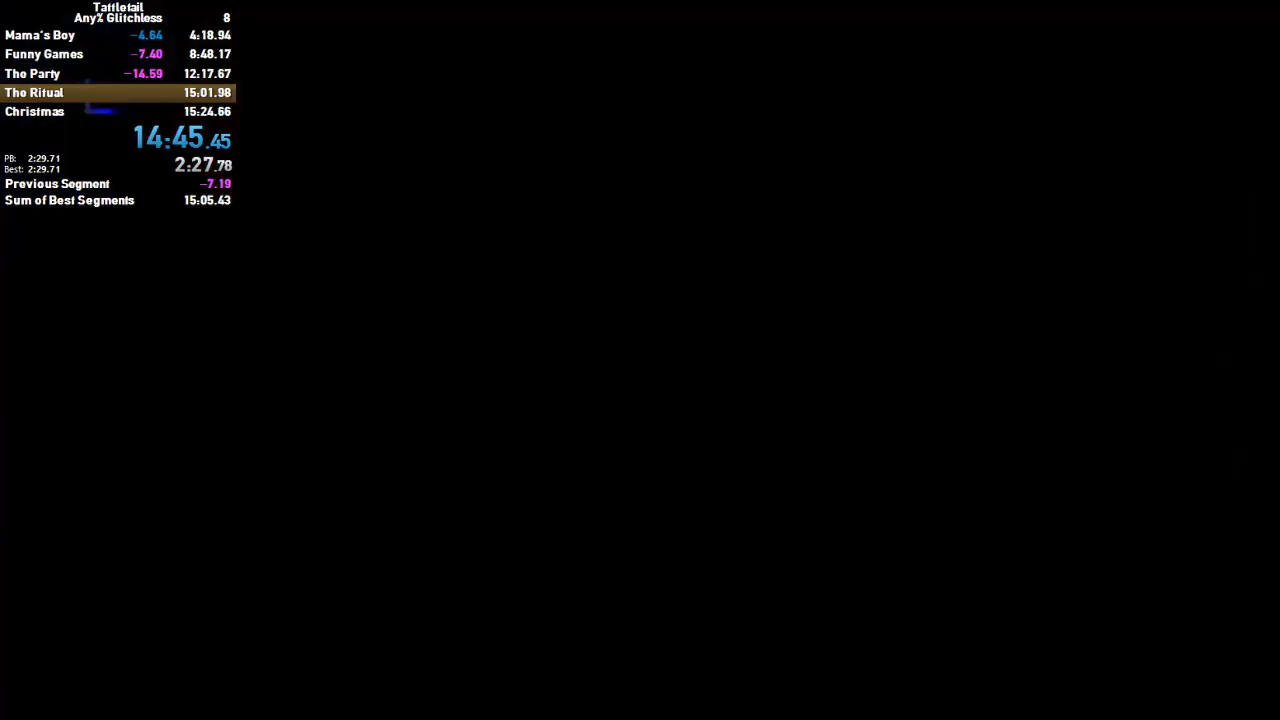 Tattletail
Any% Glitchless 8
Mama's Boy −4.64 4:18.94
Funny Games −7.40 8:48.17
The Party −14.59 12:17.67
The Ritual 15:01.98
Christmas 15:24.66
14:45.45
PB: 2:29.71
Best: 2:29.71
2:27.78
Previous Segment −7.19
Sum of Best Segments 15:05.43